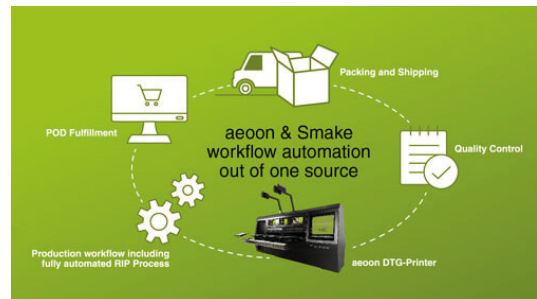 Packing and Shipping
POD Fulfillment
aeoon & Smake
workflow automation
out of one source
Quality Control
Production workflow including
fully automated RIP Process
aeoon DTG-Printer